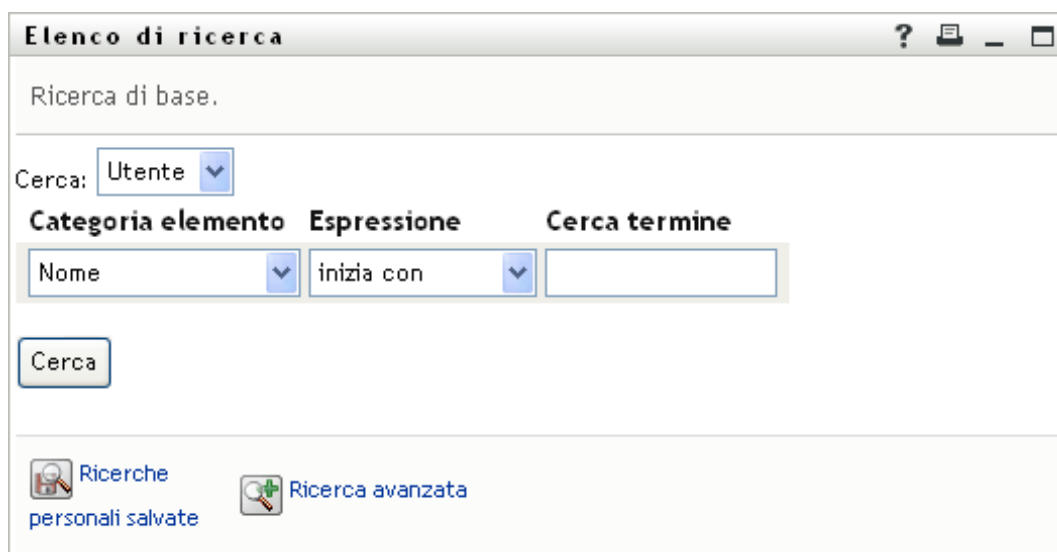 Elenco di ricerca
Ricerca di base.
Cerca: Utente
Categoria elemento Espressione Cerca termine
Nome inizia con
Cerca
Ricerche
personali salvate
Ricerca avanzata